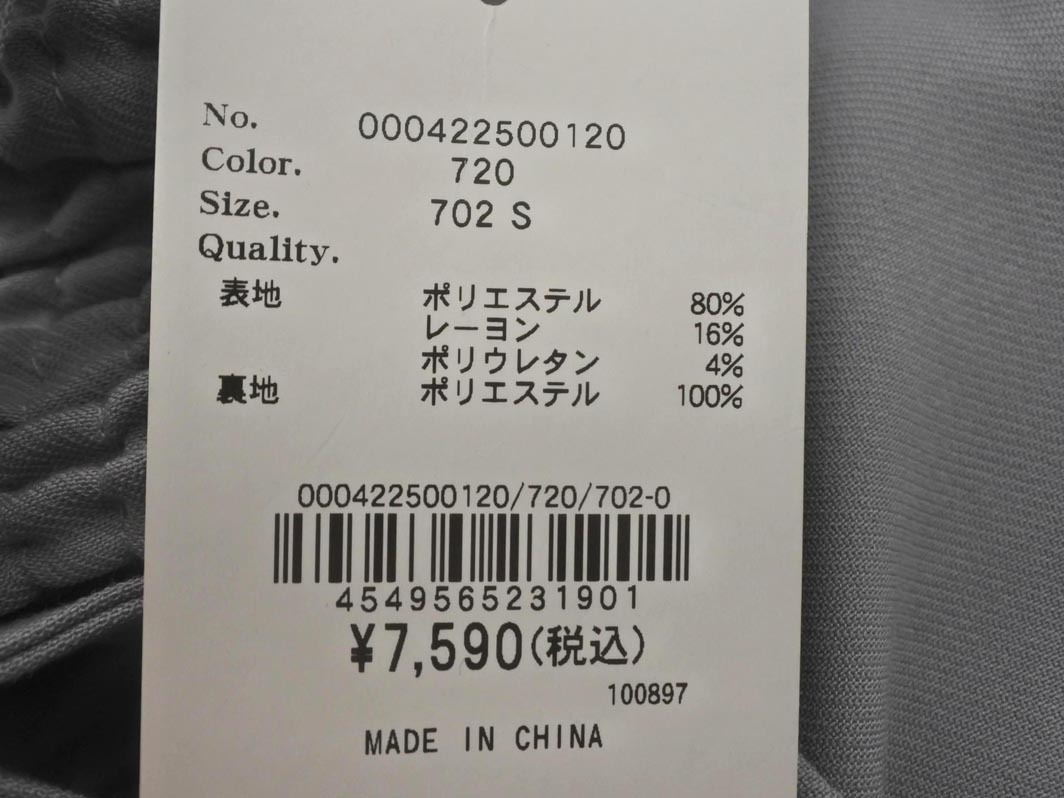 No. 000422500120
Color. 720
Size. 702 S
Quality.
表地 ポリエステル 80%
レーヨン 16%
ポリウレタン 4%
裏地 ポリエステル 100%
000422500120/720/702-0
4549565231901
¥7,590(税込)
100897
MADE IN CHINA